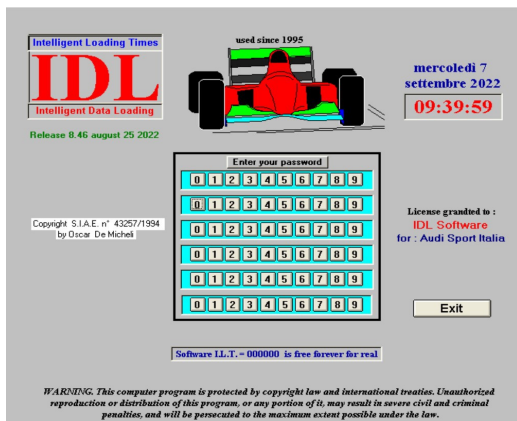 Intelligent Loading Times
IDL
Intelligent Data Loading
Release 8.46 august 25 2022
used since 1995
mercoledì 7
settembre 2022
09:39:59
Enter your password
0 1 2 3 4 5 6 7 8 9
0 1 2 3 4 5 6 7 8 9
0 1 2 3 4 5 6 7 8 9
0 1 2 3 4 5 6 7 8 9
0 1 2 3 4 5 6 7 8 9
0 1 2 3 4 5 6 7 8 9
Copyright S.I.A.E. n° 43257/1994
by Oscar De Micheli
License grandted to :
IDL Software
for : Audi Sport Italia
Exit
Software I.L.T. = 000000 is free forever for real
WARNING. This computer program is protected by copyright law and international treaties. Unauthorized
reproduction or distribution of this program, or any portion of it, may result in severe civil and criminal
penalties, and will be persecuted to the maximum extent possible under the law.